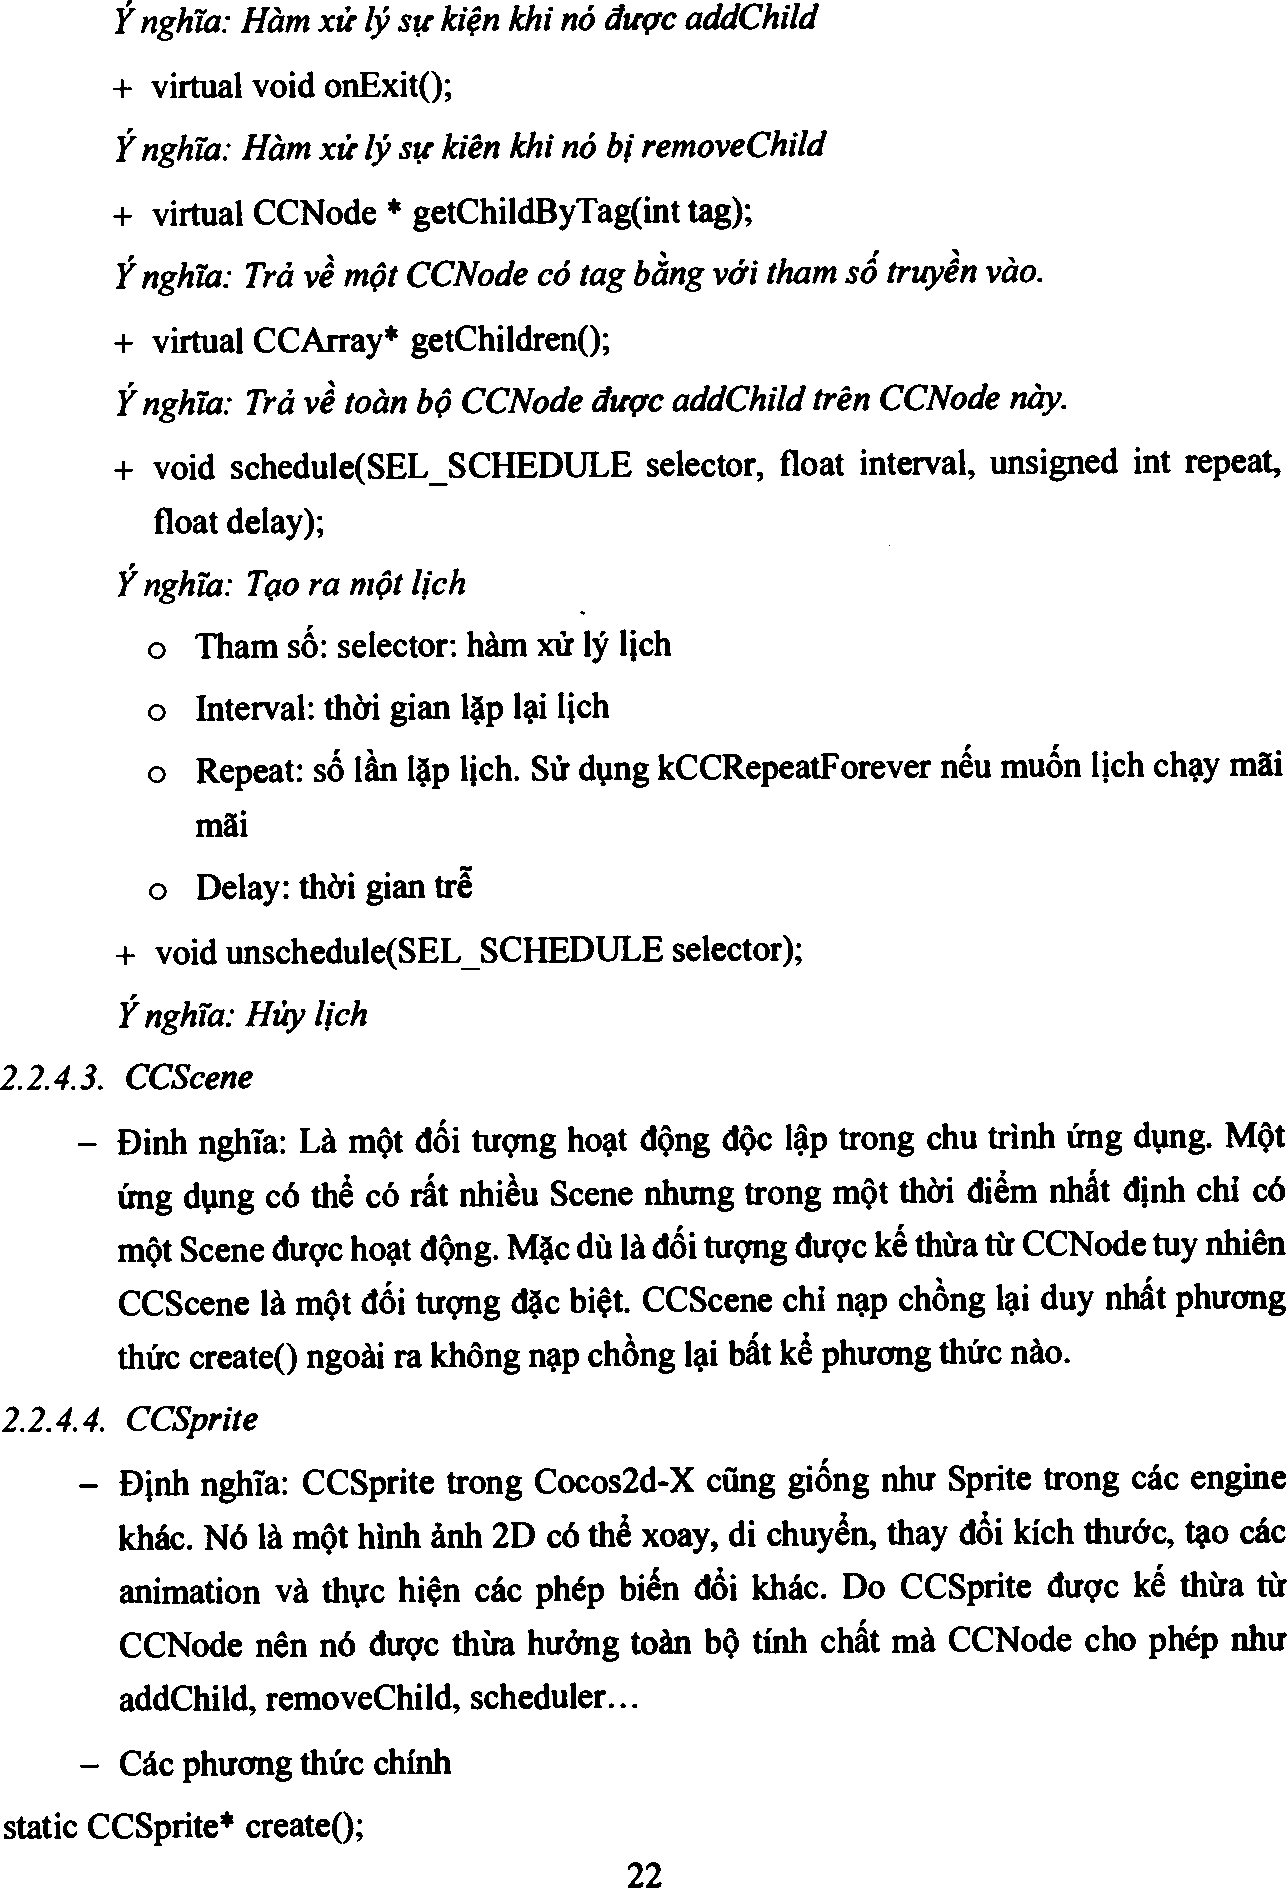 Ý nghĩa: Hàm xử lý sự kiện khi nó được addChild
+ virtual void onExit();
Ý nghĩa: Hàm xử lý sự kiên khi nó bị removeChild
+ virtual CCNode * getChildByTag(int tag);
Ý nghĩa: Trả về một CCNode có tag bằng với tham số truyền vào.
+ virtual CCArray* getChildren();
Ý nghĩa: Trả về toàn bộ CCNode được addChild trên CCNode này.
+ void schedule(SEL_SCHEDULE selector, float interval, unsigned int repeat,
float delay);
Ý nghĩa: Tạo ra một lịch
o Tham số: selector: hàm xử lý lịch
o Interval: thời gian lặp lại lịch
o Repeat: số lần lặp lịch. Sử dụng kCCRepeatForever nếu muốn lịch chạy mãi
mãi
o Delay: thời gian trễ
+ void unschedule(SEL_SCHEDULE selector);
Ý nghĩa: Hủy lịch
2.2.4.3. CCScene
– Đinh nghĩa: Là một đối tượng hoạt động độc lập trong chu trình ứng dụng. Một
ứng dụng có thể có rất nhiều Scene nhưng trong một thời điểm nhất định chỉ có
một Scene được hoạt động. Mặc dù là đối tượng được kế thừa từ CCNode tuy nhiên
CCScene là một đối tượng đặc biệt. CCScene chỉ nạp chồng lại duy nhất phương
thức create() ngoài ra không nạp chồng lại bất kể phương thức nào.
2.2.4.4. CCSprite
– Định nghĩa: CCSprite trong Cocos2d-X cũng giống như Sprite trong các engine
khác. Nó là một hình ảnh 2D có thể xoay, di chuyển, thay đổi kích thước, tạo các
animation và thực hiện các phép biến đổi khác. Do CCSprite được kế thừa từ
CCNode nên nó được thừa hưởng toàn bộ tính chất mà CCNode cho phép như
addChild, removeChild, scheduler...
– Các phương thức chính
static CCSprite* create();
22